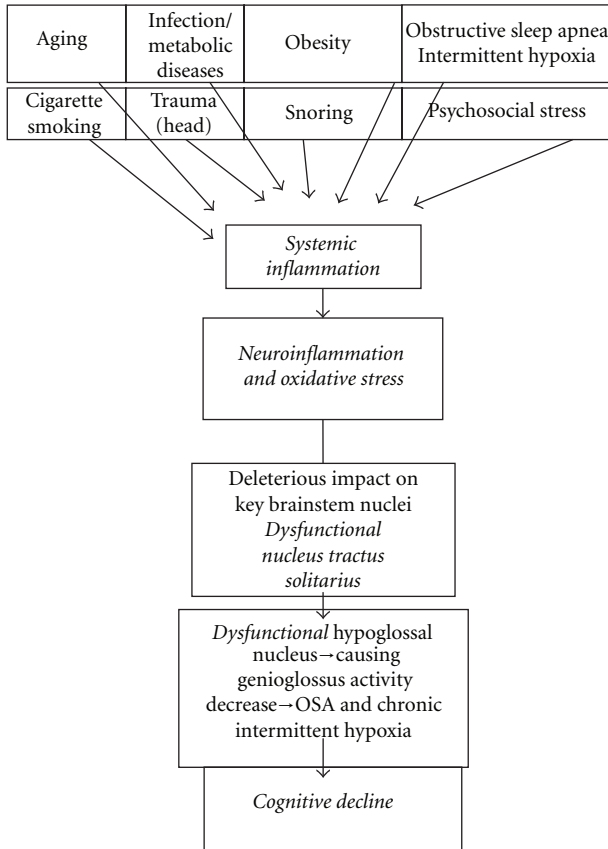 Aging
Infection/
metabolic
diseases
Obesity
Obstructive sleep apnea
Intermittent hypoxia
Cigarette
smoking
Trauma
(head)
Snoring
Psychosocial stress
Systemic
inflammation
Neuroinflammation
and oxidative stress
Deleterious impact on
key brainstem nuclei
Dysfunctional
nucleus tractus
solitarius
Dysfunctional hypoglossal
nucleus→causing
genioglossus activity
decrease→OSA and chronic
intermittent hypoxia
Cognitive decline